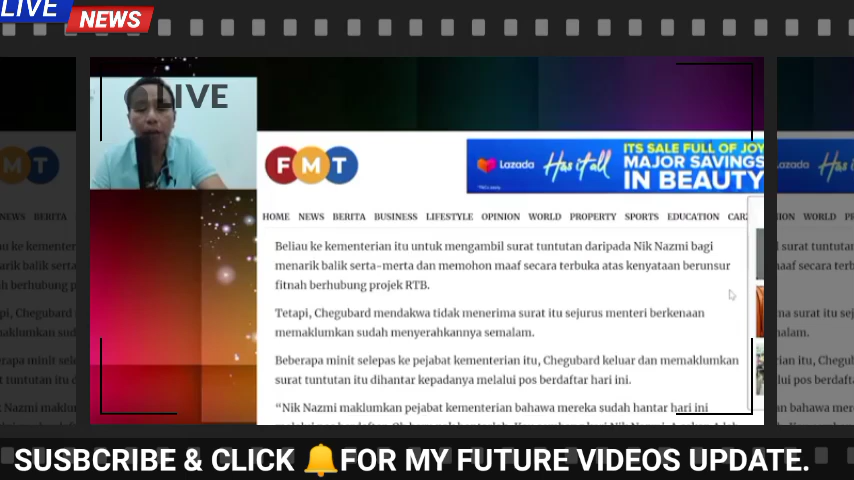 LIVE
NEWS
LIVE
FMT
Lazada
Has it all
ITS SALE FULL OF JOY
MAJOR SAVINGS
IN BEAUTY
HOME NEWS BERITA BUSINESS LIFESTYLE OPINION WORLD PROPERTY SPORTS EDUCATION CAR
Beliau ke kementerian itu untuk mengambil surat tuntutan daripada Nik Nazmi bagi
menarik balik serta-merta dan memohon maaf secara terbuka atas kenyataan berunsur
fitnah berhubung projek RTB.
Tetapi, Chegubard mendakwa tidak menerima surat itu sejurus menteri berkenaan
memaklumkan sudah menyerahkannya semalam.
Beberapa minit selepas ke pejabat kementerian itu, Chegubard keluar dan memaklumkan
surat tuntutan itu dihantar kepadanya melalui pos berdaftar hari ini.
“Nik Nazmi maklumkan pejabat kementerian bahawa mereka sudah hantar hari ini
SUSBCRIBE & CLICK 🔔FOR MY FUTURE VIDEOS UPDATE.